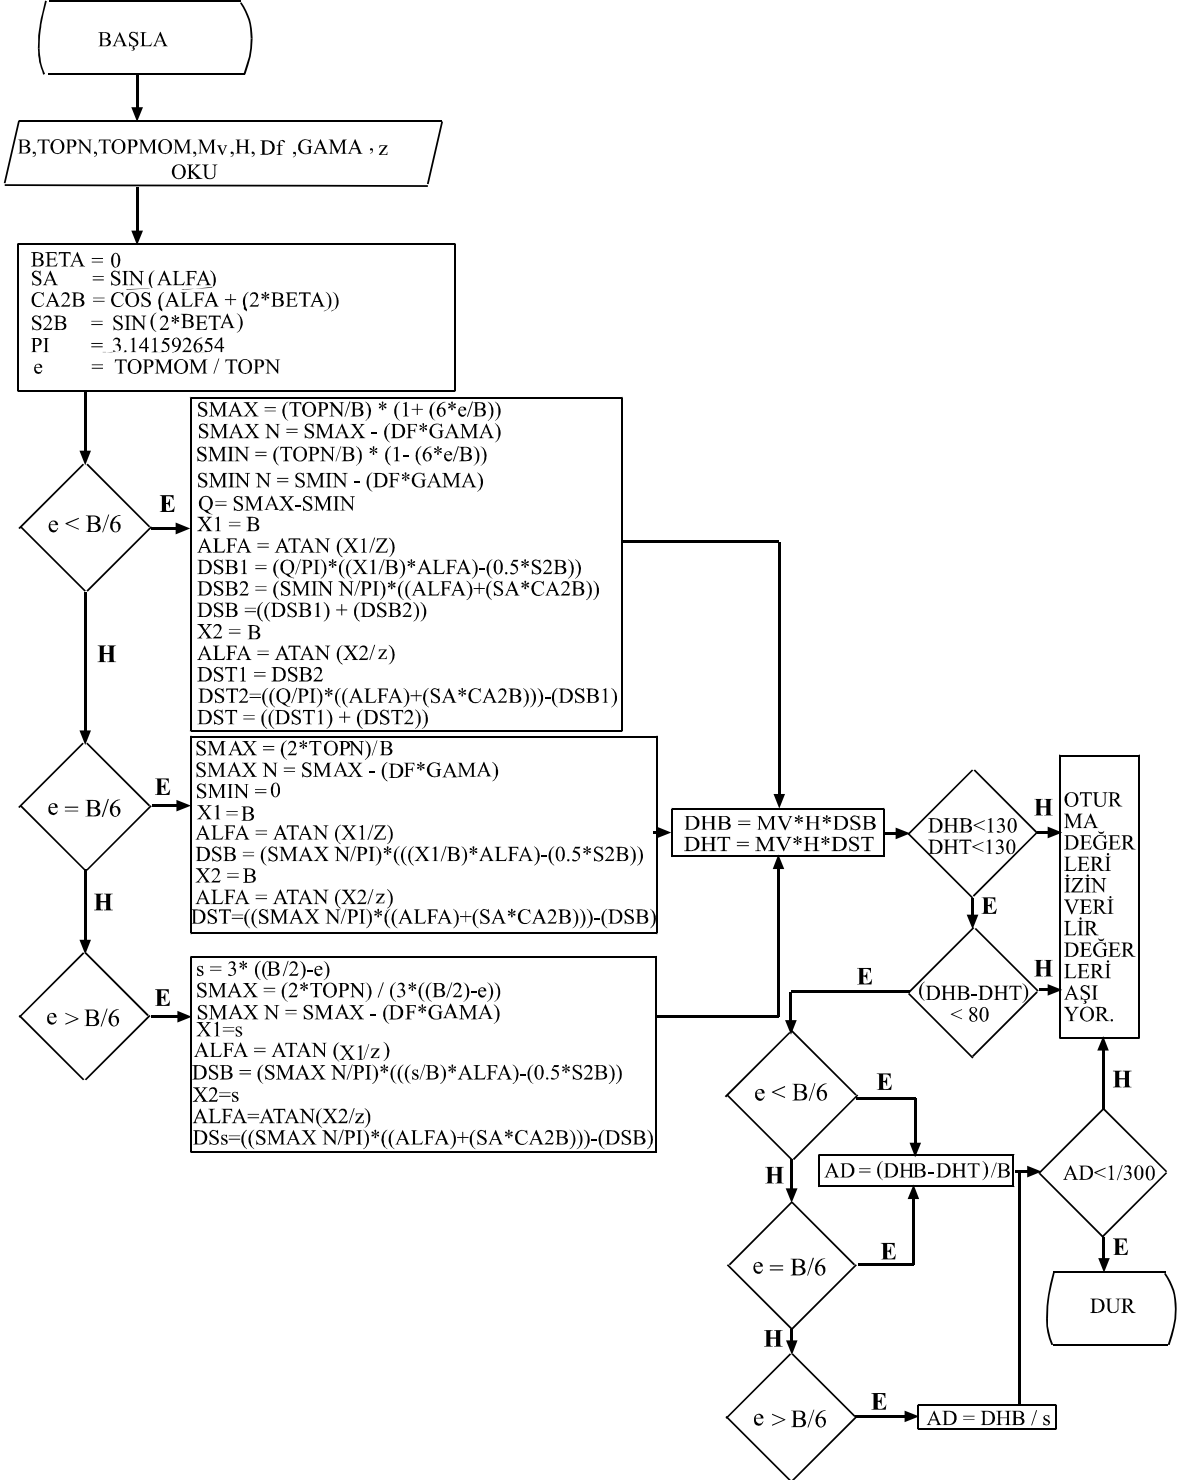 BAŞLA
B,TOPN,TOPMOM,Mv,H, Df ,GAMA , z
OKU
BETA = 0
SA = SIN (ALFA)
CA2B = COS (ALFA + (2*BETA))
S2B = SIN (2*BETA)
PI = 3.141592654
e = TOPMOM / TOPN
e < B/6
E
H
SMAX = (TOPN/B) * (1+ (6*e/B))
SMAX N = SMAX - (DF*GAMA)
SMIN = (TOPN/B) * (1- (6*e/B))
SMIN N = SMIN - (DF*GAMA)
Q= SMAX-SMIN
X1 = B
ALFA = ATAN (X1/Z)
DSB1 = (Q/PI)*((X1/B)*ALFA)-(0.5*S2B))
DSB2 = (SMIN N/PI)*((ALFA)+(SA*CA2B))
DSB =((DSB1) + (DSB2))
X2 = B
ALFA = ATAN (X2/z)
DST1 = DSB2
DST2=((Q/PI)*((ALFA)+(SA*CA2B)))-(DSB1)
DST = ((DST1) + (DST2))
e = B/6
E
H
SMAX = (2*TOPN)/B
SMAX N = SMAX - (DF*GAMA)
SMIN = 0
X1 = B
ALFA = ATAN (X1/Z)
DSB = (SMAX N/PI)*(((X1/B)*ALFA)-(0.5*S2B))
X2 = B
ALFA = ATAN (X2/z)
DST=((SMAX N/PI)*((ALFA)+(SA*CA2B)))-(DSB)
e > B/6
E
s = 3* ((B/2)-e)
SMAX = (2*TOPN) / (3*((B/2)-e))
SMAX N = SMAX - (DF*GAMA)
X1=s
ALFA = ATAN (X1/z)
DSB = (SMAX N/PI)*(((s/B)*ALFA)-(0.5*S2B))
X2=s
ALFA=ATAN(X2/z)
DSs=((SMAX N/PI)*((ALFA)+(SA*CA2B)))-(DSB)
DHB = MV*H*DSB
DHT = MV*H*DST
DHB<130
DHT<130
H
E
(DHB-DHT)
< 80
H
E
OTUR
MA
DEĞER
LERİ
İZİN
VERİ
LİR
DEĞER
LERİ
AŞI
YOR.
e < B/6
E
H
AD = (DHB-DHT)/B
e = B/6
E
H
e > B/6
E
AD = DHB / s
AD<1/300
H
E
DUR